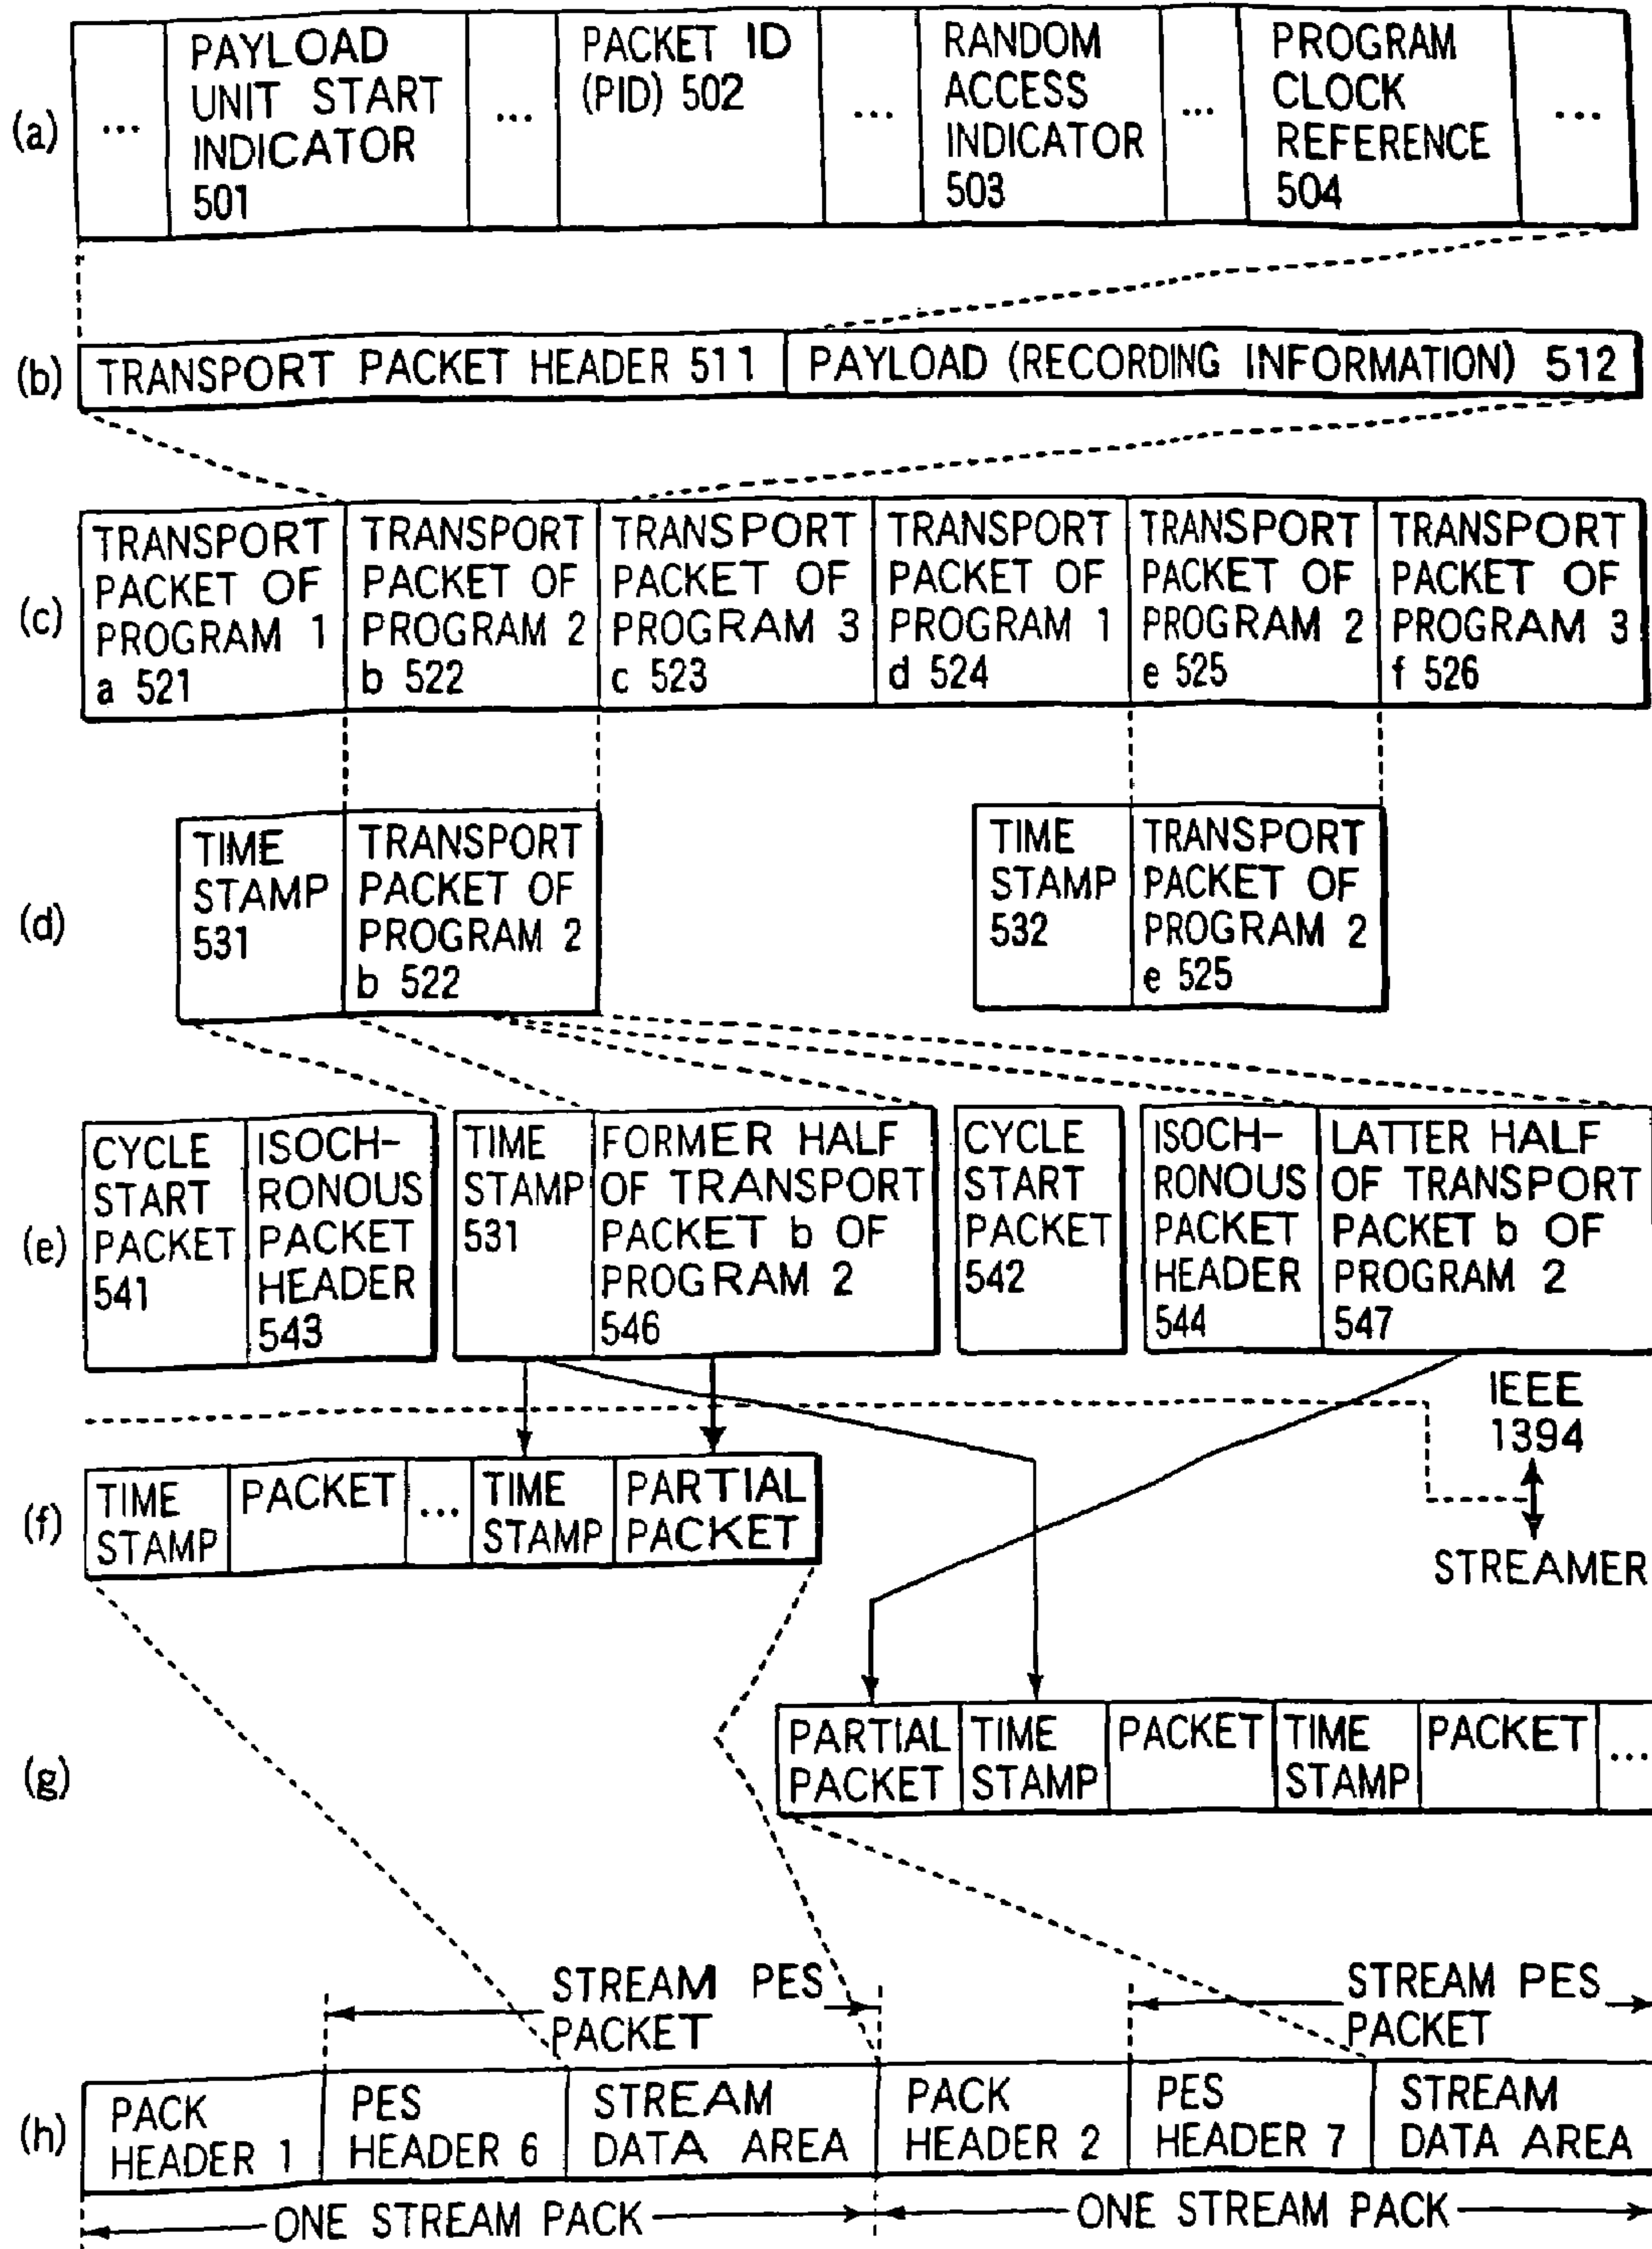 (a)
...
PAYLOAD
UNIT START
INDICATOR
501
...
PACKET ID
(PID) 502
...
RANDOM
ACCESS
INDICATOR
503
...
PROGRAM
CLOCK
REFERENCE
504
...
(b)
TRANSPORT PACKET HEADER 511
PAYLOAD (RECORDING INFORMATION) 512
(c)
TRANSPORT
PACKET OF
PROGRAM 1
a 521
TRANSPORT
PACKET OF
PROGRAM 2
b 522
TRANSPORT
PACKET OF
PROGRAM 3
c 523
TRANSPORT
PACKET OF
PROGRAM 1
d 524
TRANSPORT
PACKET OF
PROGRAM 2
e 525
TRANSPORT
PACKET OF
PROGRAM 3
f 526
(d)
TIME
STAMP
531
TRANSPORT
PACKET OF
PROGRAM 2
b 522
TIME
STAMP
532
TRANSPORT
PACKET OF
PROGRAM 2
e 525
(e)
CYCLE
START
PACKET
541
ISOCH-
RONOUS
PACKET
HEADER
543
TIME
STAMP
531
FORMER HALF
OF TRANSPORT
PACKET b OF
PROGRAM 2
546
CYCLE
START
PACKET
542
ISOCH-
RONOUS
PACKET
HEADER
544
LATTER HALF
OF TRANSPORT
PACKET b OF
PROGRAM 2
547
IEEE
1394
STREAMER
(f)
TIME
STAMP
PACKET
...
TIME
STAMP
PARTIAL
PACKET
(g)
PARTIAL
PACKET
TIME
STAMP
PACKET
TIME
STAMP
PACKET
...
STREAM PES
PACKET
STREAM PES
PACKET
(h)
PACK
HEADER 1
PES
HEADER 6
STREAM
DATA AREA
PACK
HEADER 2
PES
HEADER 7
STREAM
DATA AREA
ONE STREAM PACK
ONE STREAM PACK